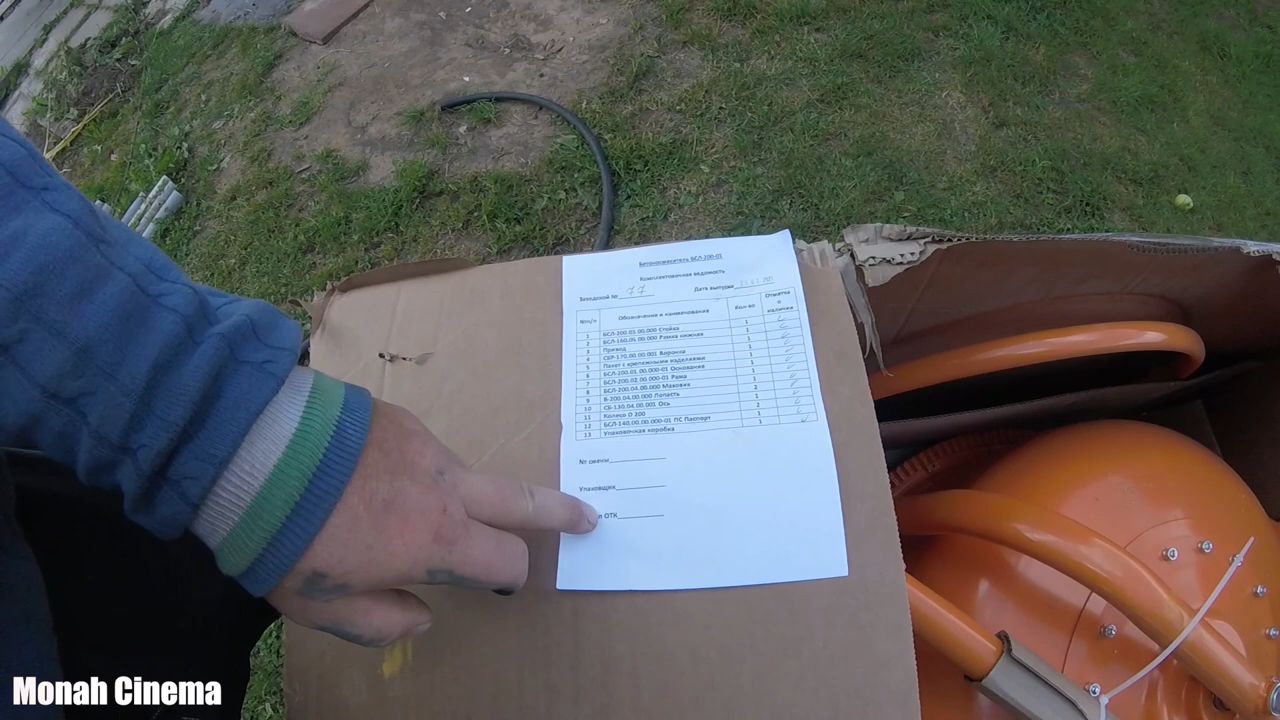 Бетоносмеситель БСЛ-200-01
Комплектовочная ведомость
Заводской № 77 Дата выпуска
№п/п Обозначение и наименование Кол-во Отметка о наличии
1 БСЛ-200.03.00.000 Стойка 1
2 БСЛ-160.05.00.000 Рамка нижняя 1
3 Привод 1
4 СБР-170.00.00.001 Воронка 1
5 Пакет с крепежными изделиями 1
6 БСЛ-200.01.00.000-01 Основание 1
7 БСЛ-200.02.00.000-01 Рама 1
8 БСЛ-200.04.00.000 Маховик 1
9 В-200.04.00.000 Лопасть 2
10 СБ-130.04.00.001 Ось 1
11 Колесо D 200 2
12 БСЛ-140.00.00.000-01 ПС Паспорт 1
13 Упаковочная коробка 1
№ смены
Упаковщик
ОТК
Monah Cinema